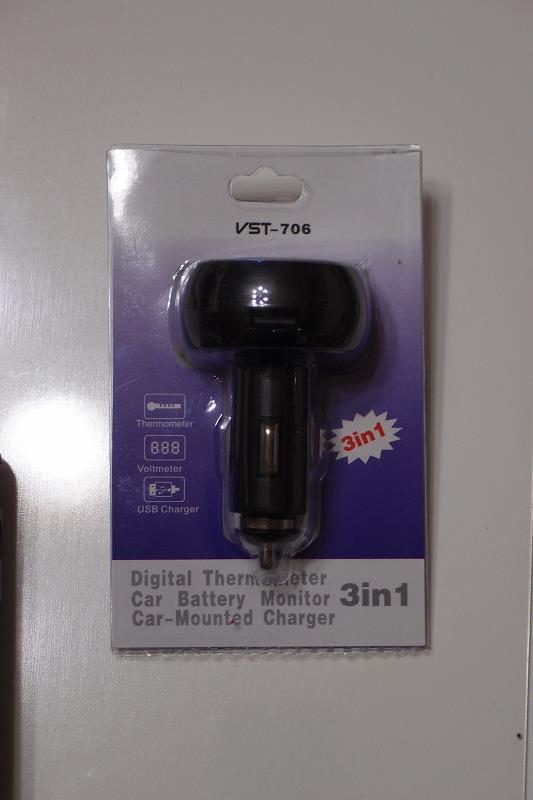 VST-706
Thermometer
888
Voltmeter
USB Charger
3in1
Digital Thermometer
Car Battery Monitor 3in1
Car-Mounted Charger